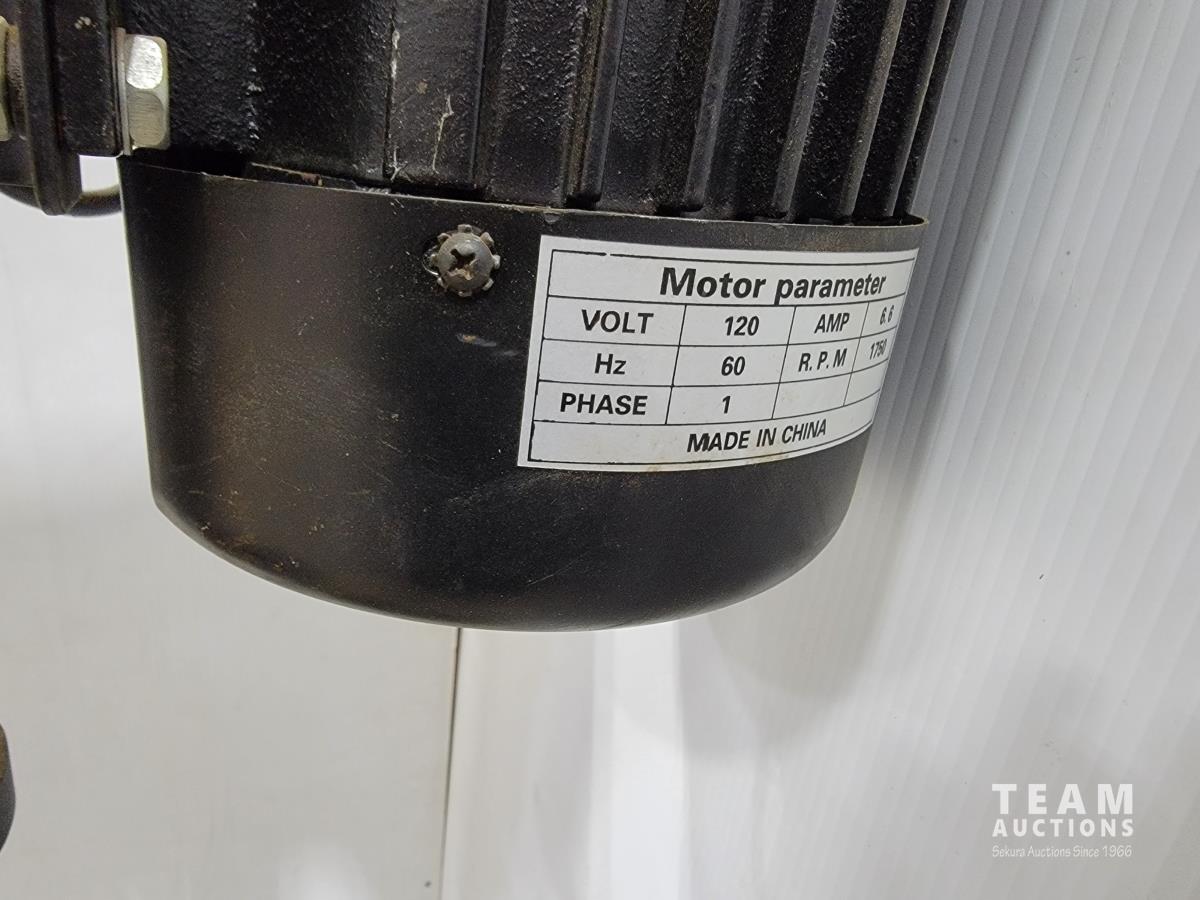 Motor parameter
VOLT 120 AMP 6.6
Hz 60 R.P.M 1750
PHASE 1
MADE IN CHINA
TEAM
AUCTIONS
Sekura Auctions Since 1966